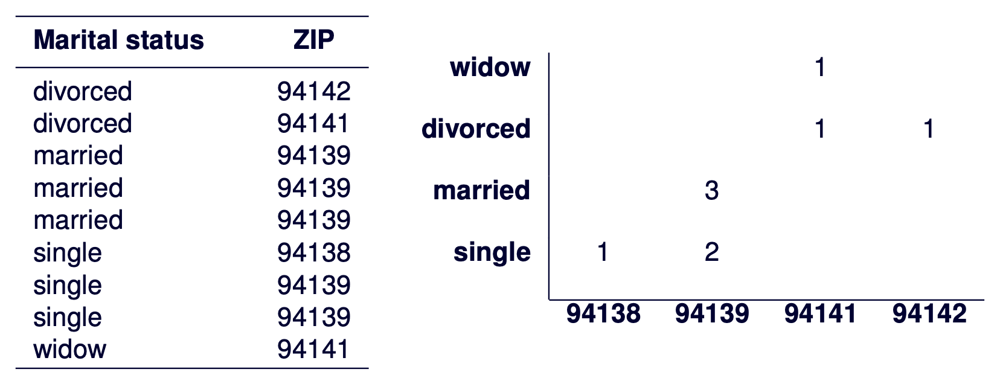 Marital status ZIP
divorced 94142
divorced 94141
married 94139
married 94139
married 94139
single 94138
single 94139
single 94139
widow 94141
widow 1
divorced 1 1
married 3
single 1 2
94138 94139 94141 94142